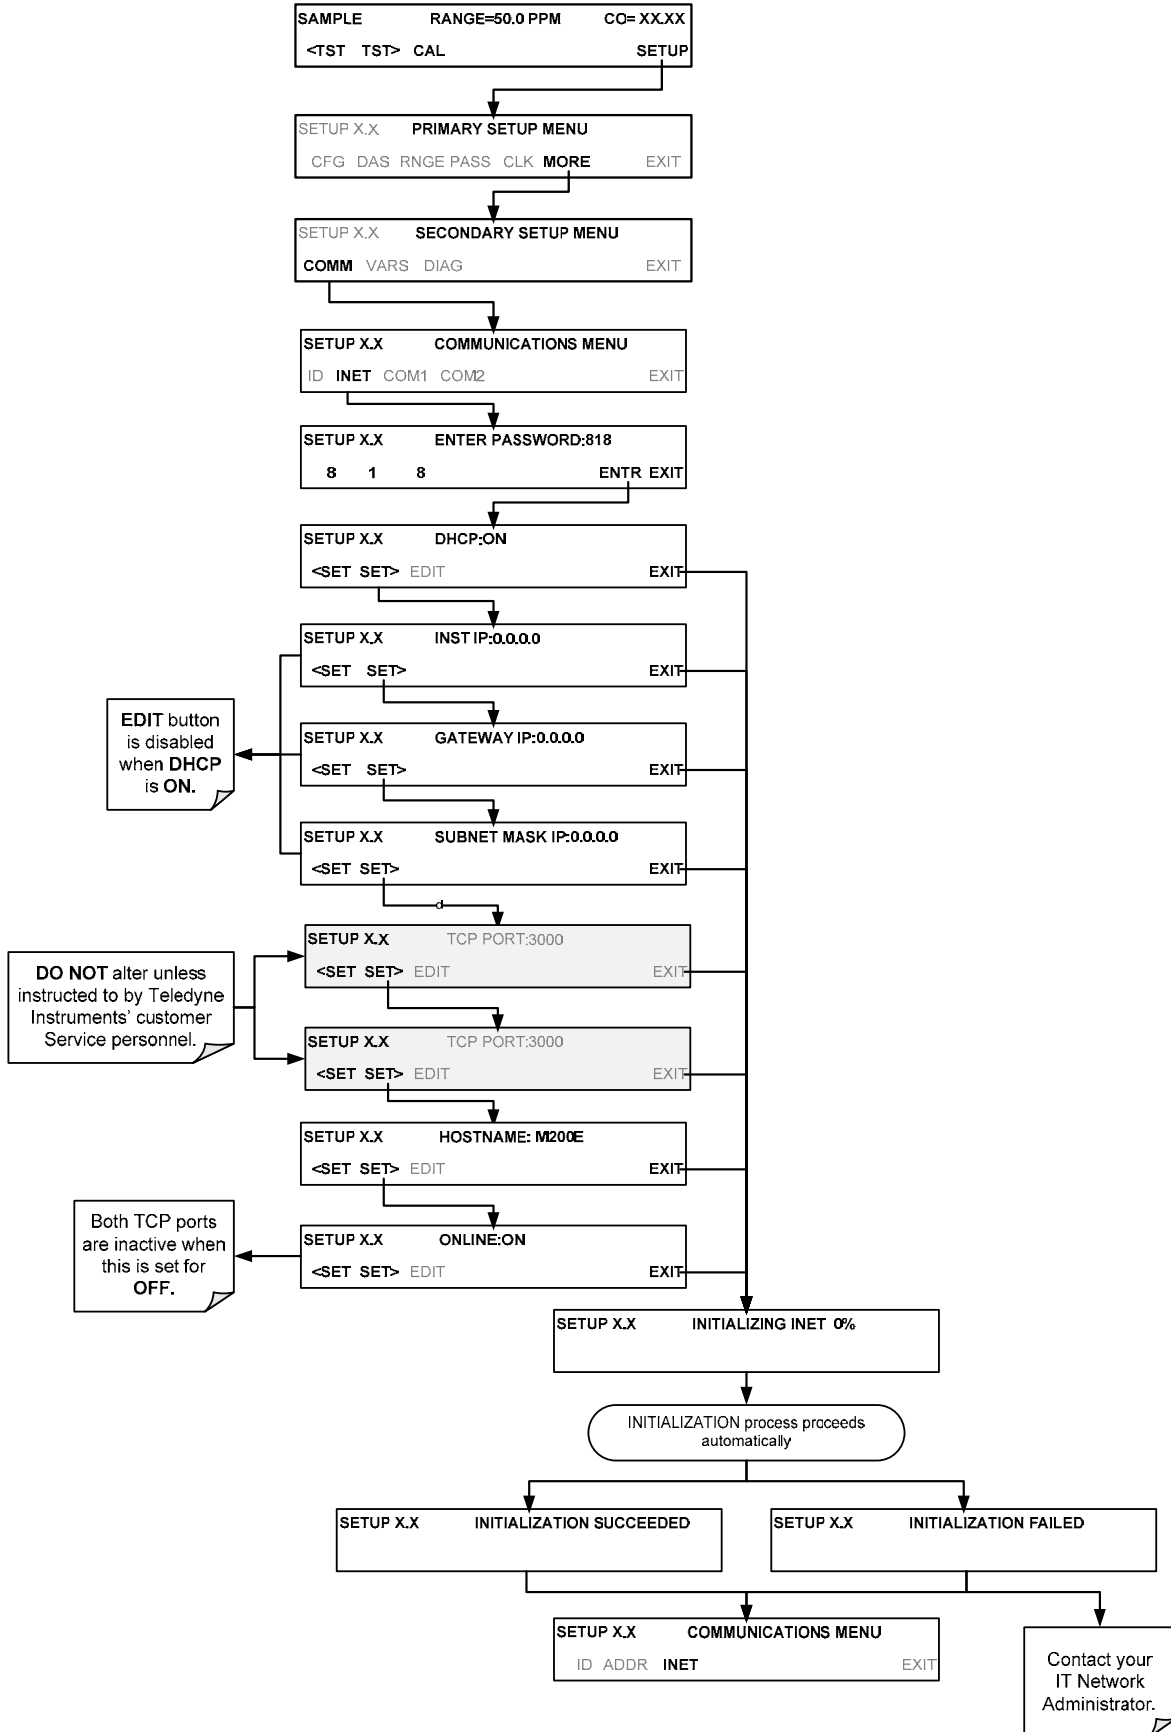 SAMPLE RANGE=50.0 PPM CO= XX.XX
<TST TST> CAL SETUP
SETUP X.X PRIMARY SETUP MENU
CFG DAS RNGE PASS CLK MORE EXIT
SETUP X.X SECONDARY SETUP MENU
COMM VARS DIAG EXIT
SETUP X.X COMMUNICATIONS MENU
ID INET COM1 COM2 EXIT
SETUP X.X ENTER PASSWORD:818
8 1 8 ENTR EXIT
SETUP X.X DHCP:ON
<SET SET> EDIT EXIT
SETUP X.X INST IP:0.0.0.0
<SET SET> EXIT
EDIT button
is disabled
when DHCP
is ON.
SETUP X.X GATEWAY IP:0.0.0.0
<SET SET> EXIT
SETUP X.X SUBNET MASK IP:0.0.0.0
<SET SET> EXIT
d
SETUP X.X TCP PORT:3000
<SET SET> EDIT EXIT
DO NOT alter unless
instructed to by Teledyne
Instruments’ customer
Service personnel.
SETUP X.X TCP PORT:3000
<SET SET> EDIT EXIT
SETUP X.X HOSTNAME: M200E
<SET SET> EDIT EXIT
Both TCP ports
are inactive when
this is set for
OFF.
SETUP X.X ONLINE:ON
<SET SET> EDIT EXIT
SETUP X.X INITIALIZING INET 0%
INITIALIZATION process proceeds
automatically
SETUP X.X INITIALIZATION SUCCEEDED
SETUP X.X INITIALIZATION FAILED
SETUP X.X COMMUNICATIONS MENU
ID ADDR INET EXIT
Contact your
IT Network
Administrator.